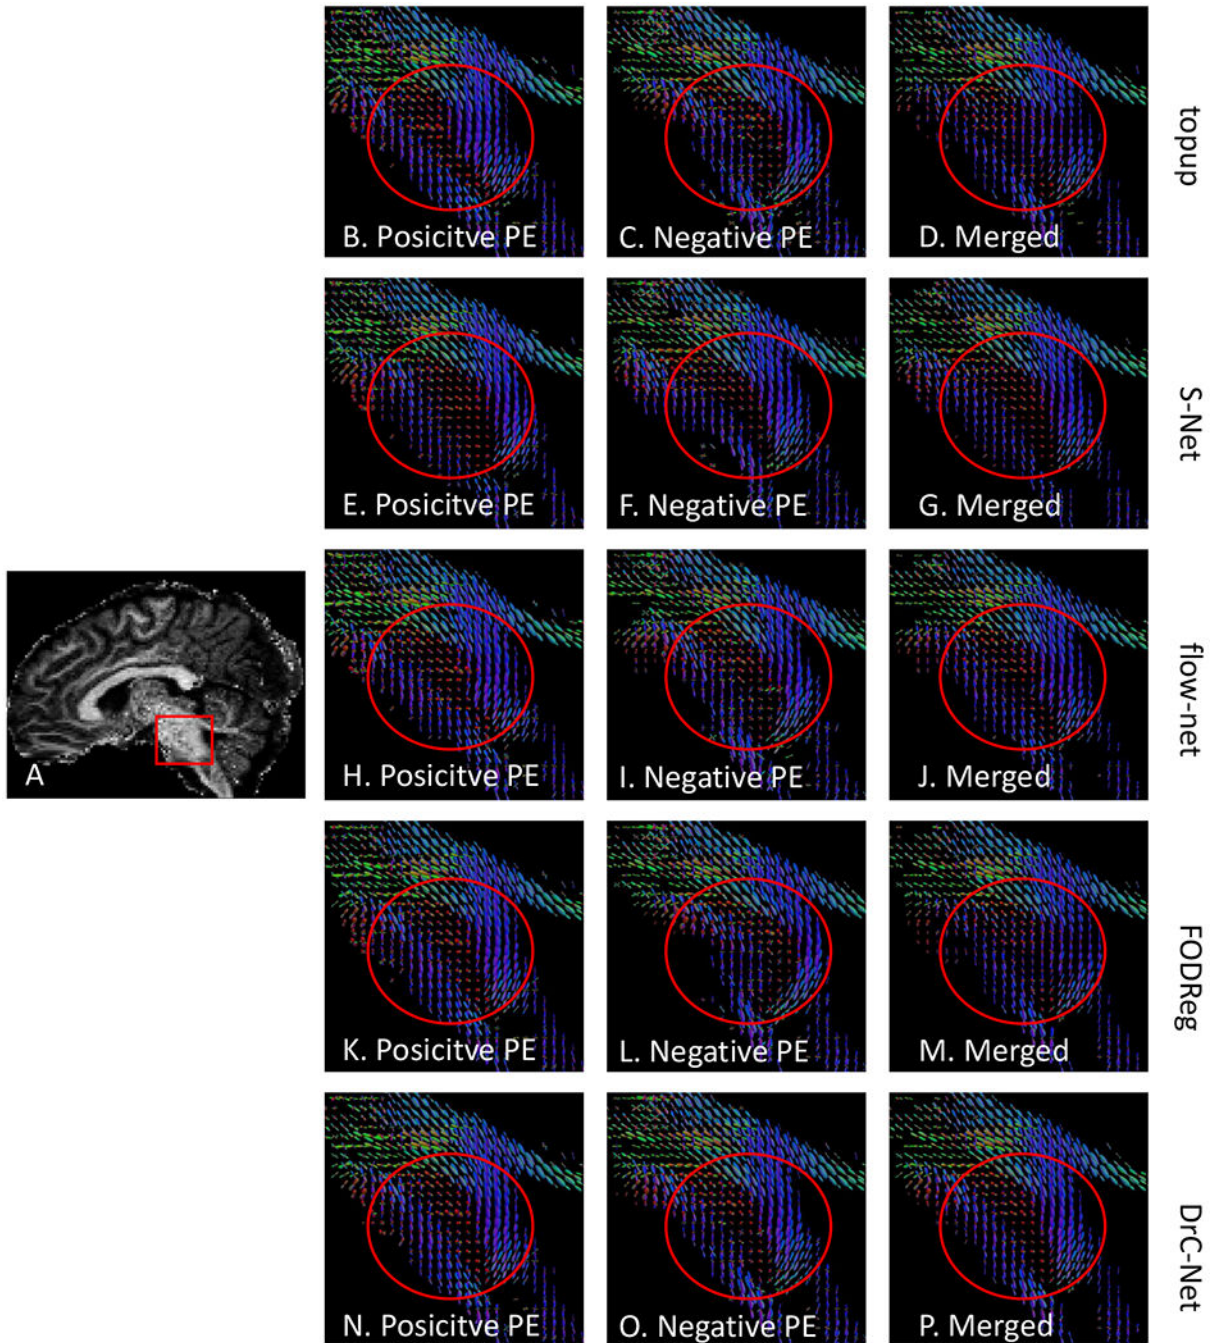 B. Posicitve PE
C. Negative PE
D. Merged
topup
E. Posicitve PE
F. Negative PE
G. Merged
S-Net
A
H. Posicitve PE
I. Negative PE
J. Merged
flow-net
K. Posicitve PE
L. Negative PE
M. Merged
FODReg
N. Posicitve PE
O. Negative PE
P. Merged
DrC-Net